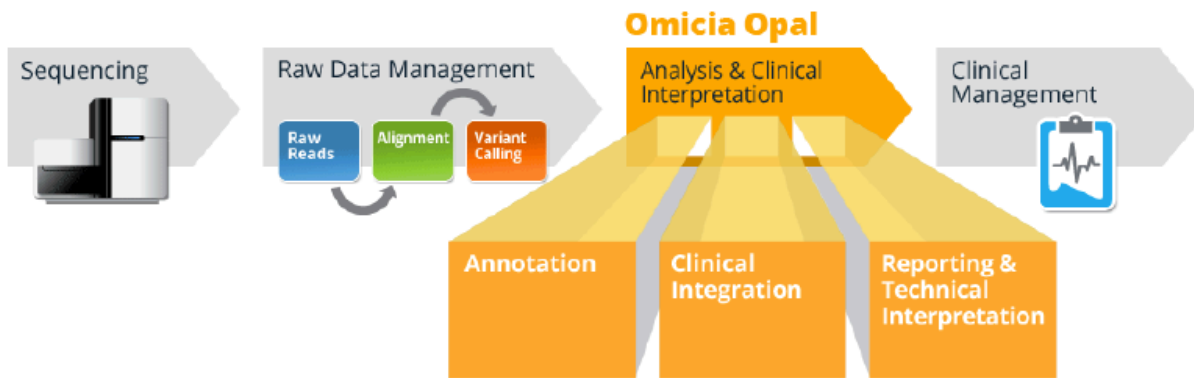 Omicia Opal
Sequencing
Raw Data Management
Raw
Reads
Alignment
Variant
Calling
Analysis & Clinical
Interpretation
Clinical
Management
Annotation
Clinical
Integration
Reporting &
Technical
Interpretation